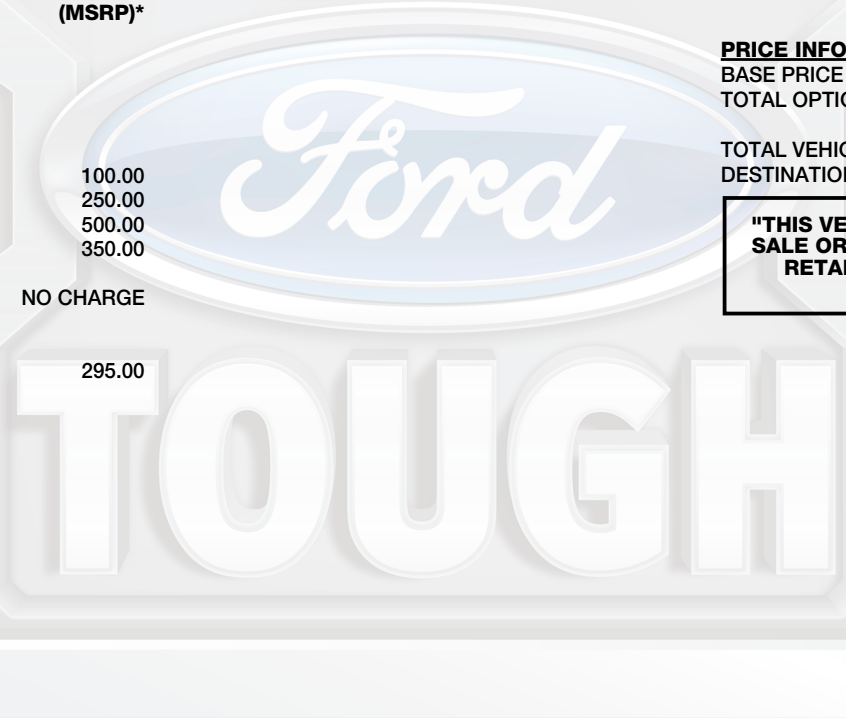 (MSRP)*
100.00
250.00
500.00
350.00
NO CHARGE
295.00
PRICE INFO
BASE PRICE
TOTAL OPTIO
TOTAL VEHIC
DESTINATION
"THIS VE
SALE OR
RETAI
Ford
TOUGH